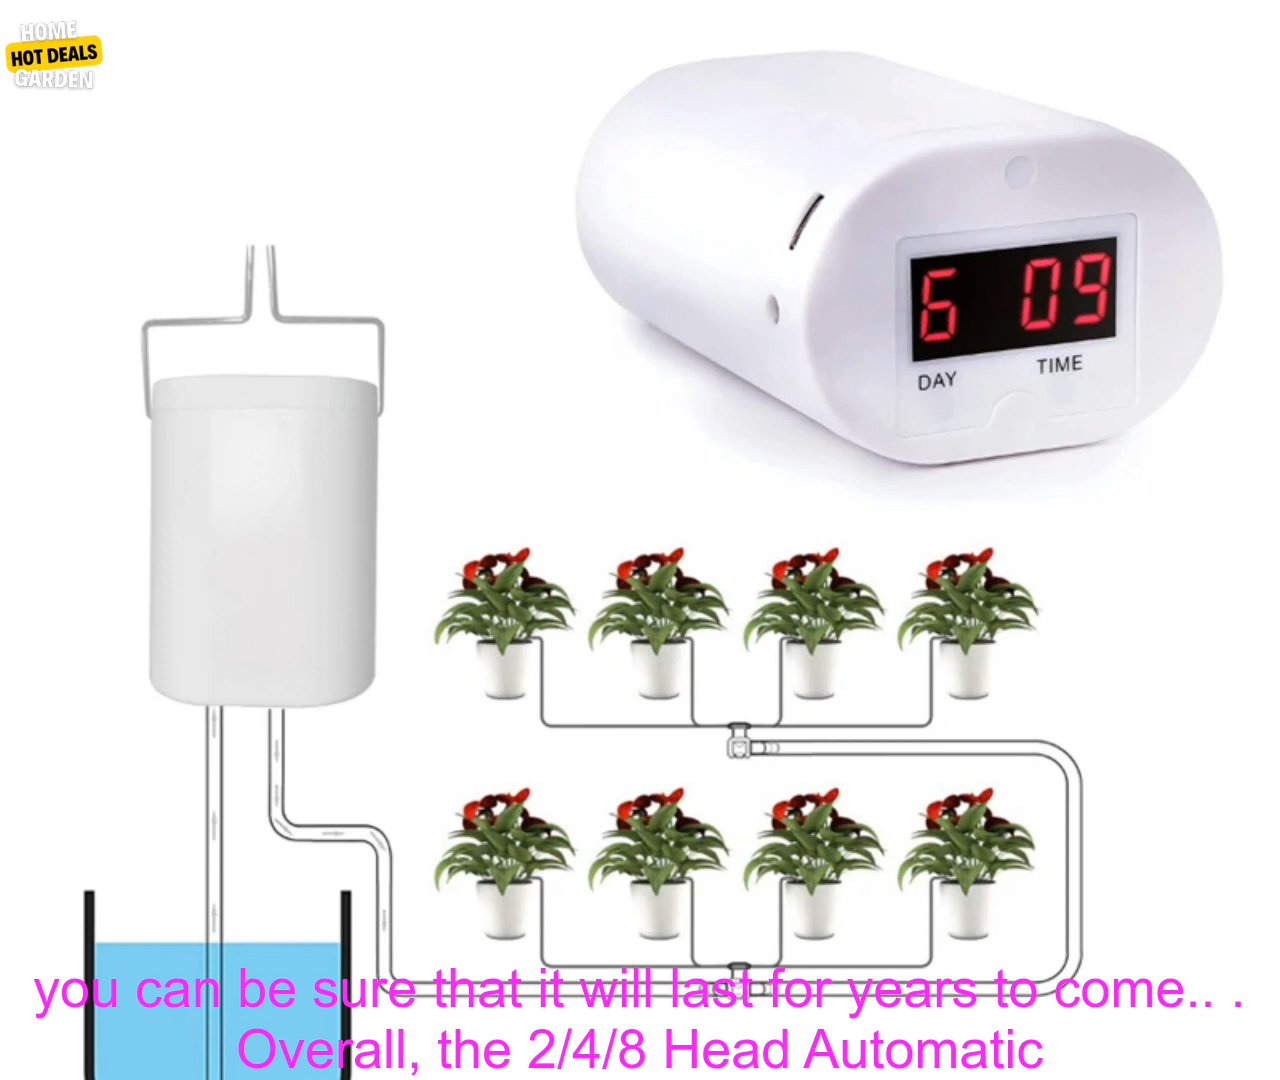 HOME
HOT DEALS
GARDEN
6 09
DAY TIME
you can be sure that it will last for years to come.. .
Overall, the 2/4/8 Head Automatic